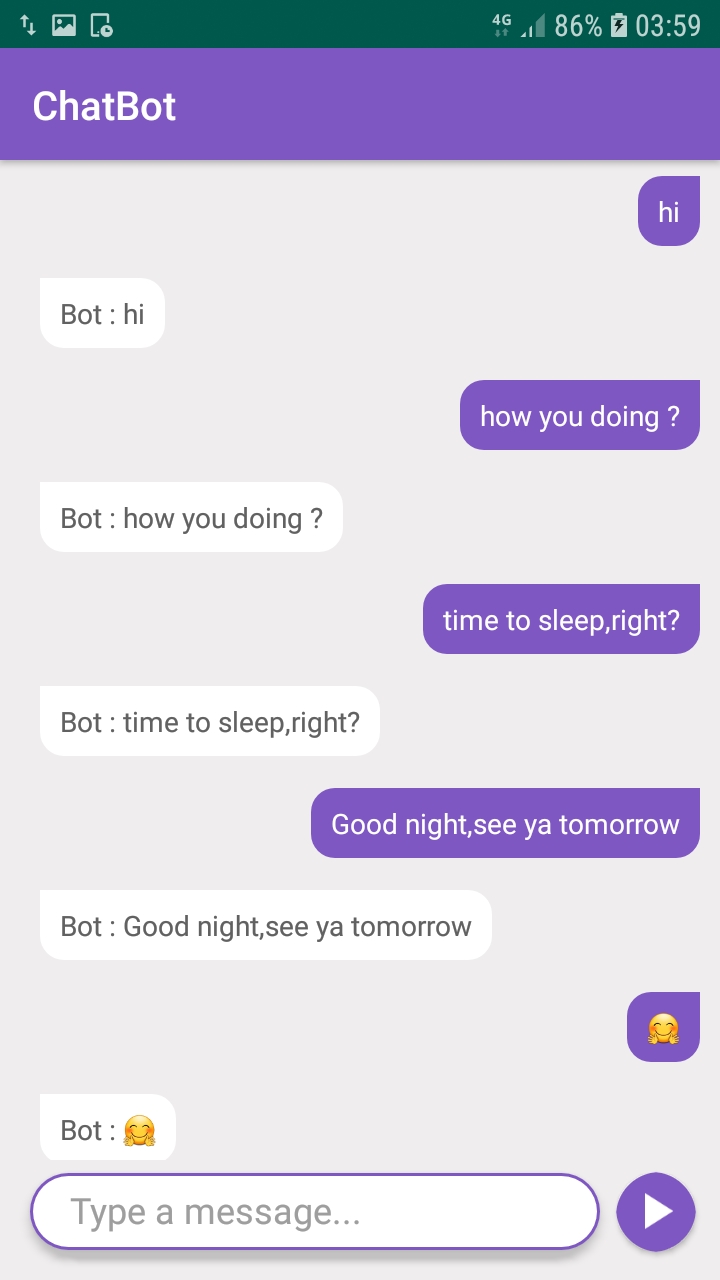 4G 86% 03:59
ChatBot
hi
Bot : hi
how you doing ?
Bot : how you doing ?
time to sleep,right?
Bot : time to sleep,right?
Good night,see ya tomorrow
Bot : Good night,see ya tomorrow
🤗
Bot : 🤗
Type a message...